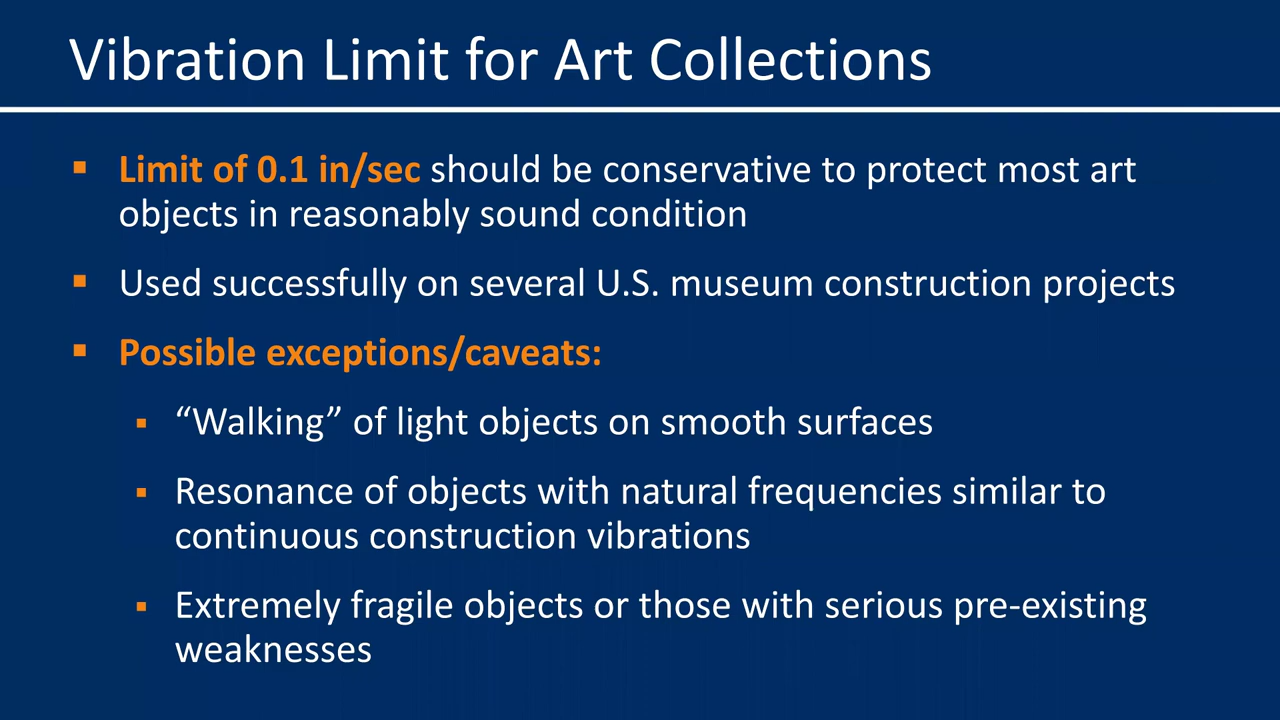 Vibration Limit for Art Collections
▪ Limit of 0.1 in/sec should be conservative to protect most art
objects in reasonably sound condition
▪ Used successfully on several U.S. museum construction projects
▪ Possible exceptions/caveats:
▪ “Walking” of light objects on smooth surfaces
▪ Resonance of objects with natural frequencies similar to
continuous construction vibrations
▪ Extremely fragile objects or those with serious pre-existing
weaknesses